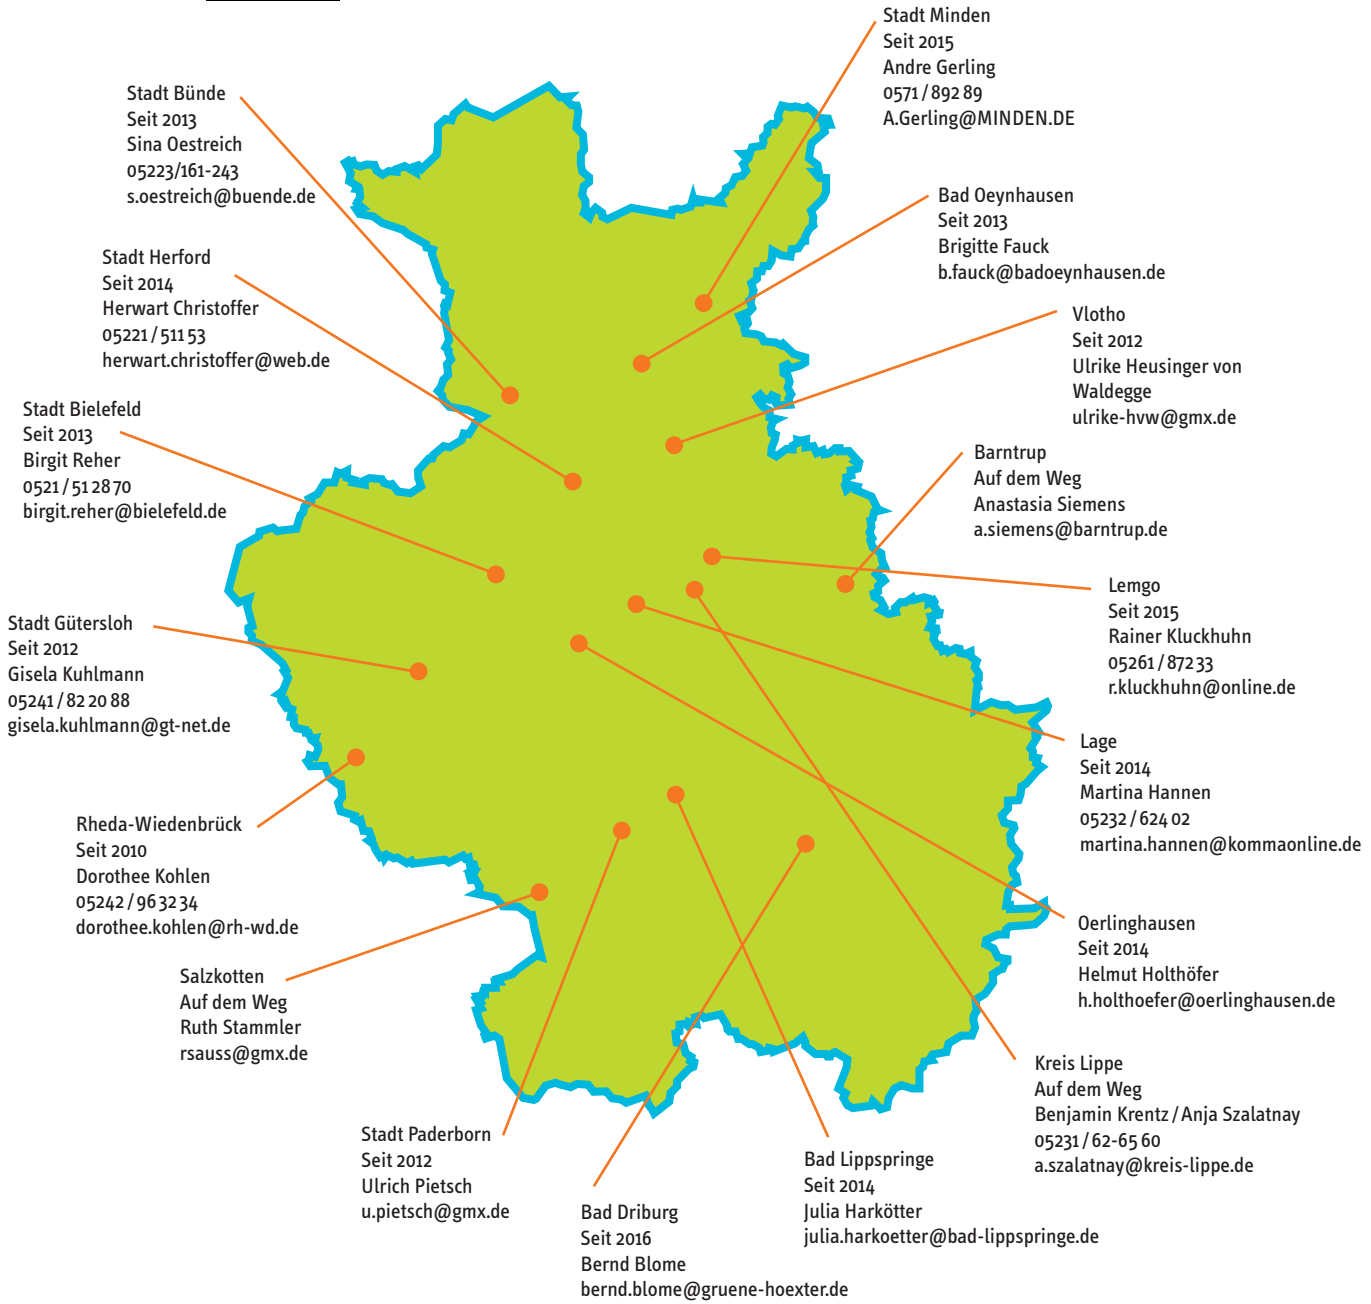 Stadt Minden
Seit 2015
Andre Gerling
0571 / 892 89
A.Gerling@MINDEN.DE
Stadt Bünde
Seit 2013
Sina Oestreich
05223/161-243
s.oestreich@buende.de
Bad Oeynhausen
Seit 2013
Brigitte Fauck
b.fauck@badoeynhausen.de
Stadt Herford
Seit 2014
Herwart Christoffer
05221 / 511 53
herwart.christoffer@web.de
Vlotho
Seit 2012
Ulrike Heusinger von
Waldegge
ulrike-hvw@gmx.de
Stadt Bielefeld
Seit 2013
Birgit Reher
0521 / 51 28 70
birgit.reher@bielefeld.de
Barntrup
Auf dem Weg
Anastasia Siemens
a.siemens@barntrup.de
Lemgo
Seit 2015
Rainer Kluckhuhn
05261 / 872 33
r.kluckhuhn@online.de
Stadt Gütersloh
Seit 2012
Gisela Kuhlmann
05241 / 82 20 88
gisela.kuhlmann@gt-net.de
Lage
Seit 2014
Martina Hannen
05232 / 624 02
martina.hannen@kommaonline.de
Rheda-Wiedenbrück
Seit 2010
Dorothee Kohlen
05242 / 96 32 34
dorothee.kohlen@rh-wd.de
Oerlinghausen
Seit 2014
Helmut Holthöfer
h.holthoefer@oerlinghausen.de
Salzkotten
Auf dem Weg
Ruth Stammler
rsauss@gmx.de
Kreis Lippe
Auf dem Weg
Benjamin Krentz / Anja Szalatnay
05231 / 62-65 60
a.szalatnay@kreis-lippe.de
Stadt Paderborn
Seit 2012
Ulrich Pietsch
u.pietsch@gmx.de
Bad Lippspringe
Seit 2014
Julia Harkötter
julia.harkoetter@bad-lippspringe.de
Bad Driburg
Seit 2016
Bernd Blome
bernd.blome@gruene-hoexter.de